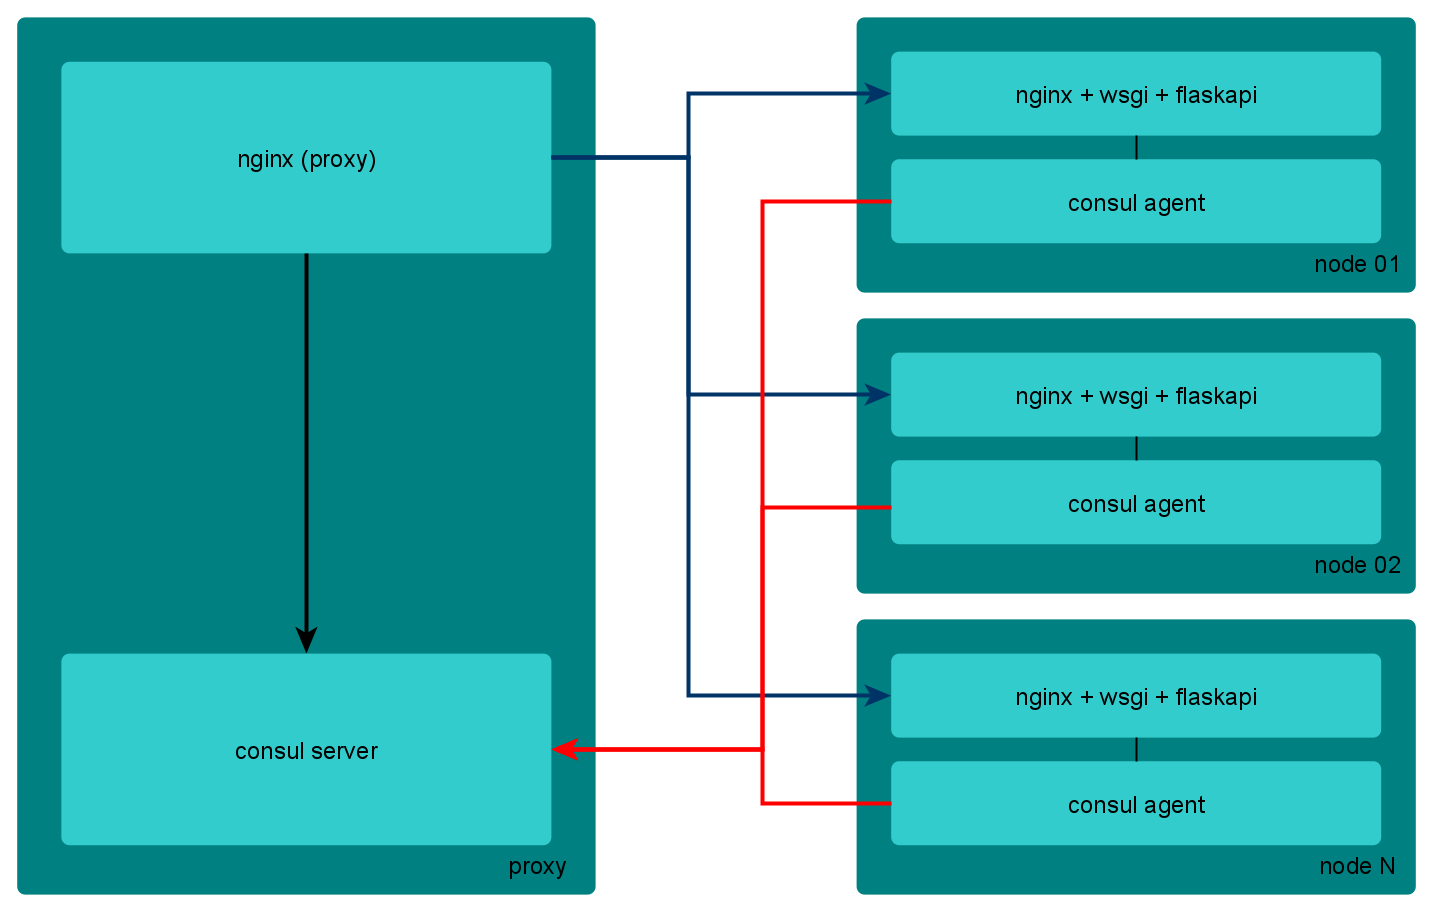 nginx (proxy)
consul server
proxy
nginx + wsgi + flaskapi
consul agent
node 01
nginx + wsgi + flaskapi
consul agent
node 02
nginx + wsgi + flaskapi
consul agent
node N